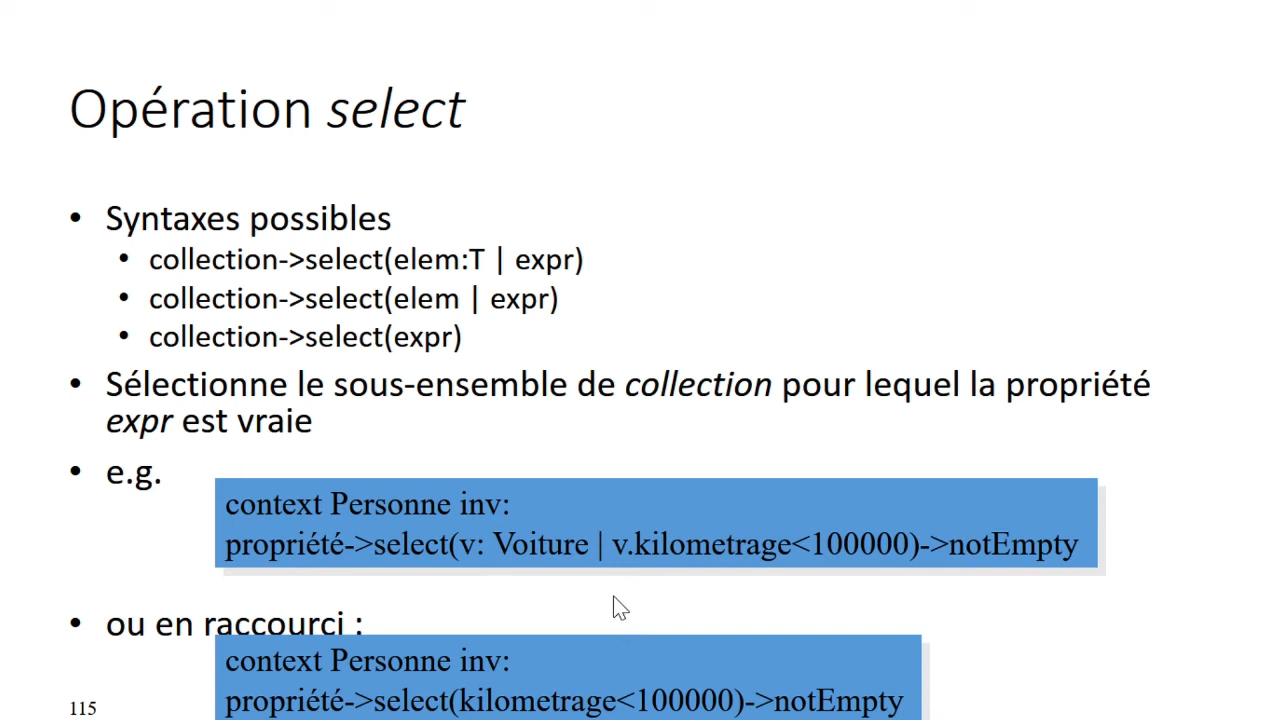 Opération select
• Syntaxes possibles
• collection->select(elem:T | expr)
• collection->select(elem | expr)
• collection->select(expr)
• Sélectionne le sous-ensemble de collection pour lequel la propriété
expr est vraie
• e.g.
context Personne inv:
propriété->select(v: Voiture | v.kilometrage<100000)->notEmpty
• ou en raccourci :
context Personne inv:
propriété->select(kilometrage<100000)->notEmpty
115